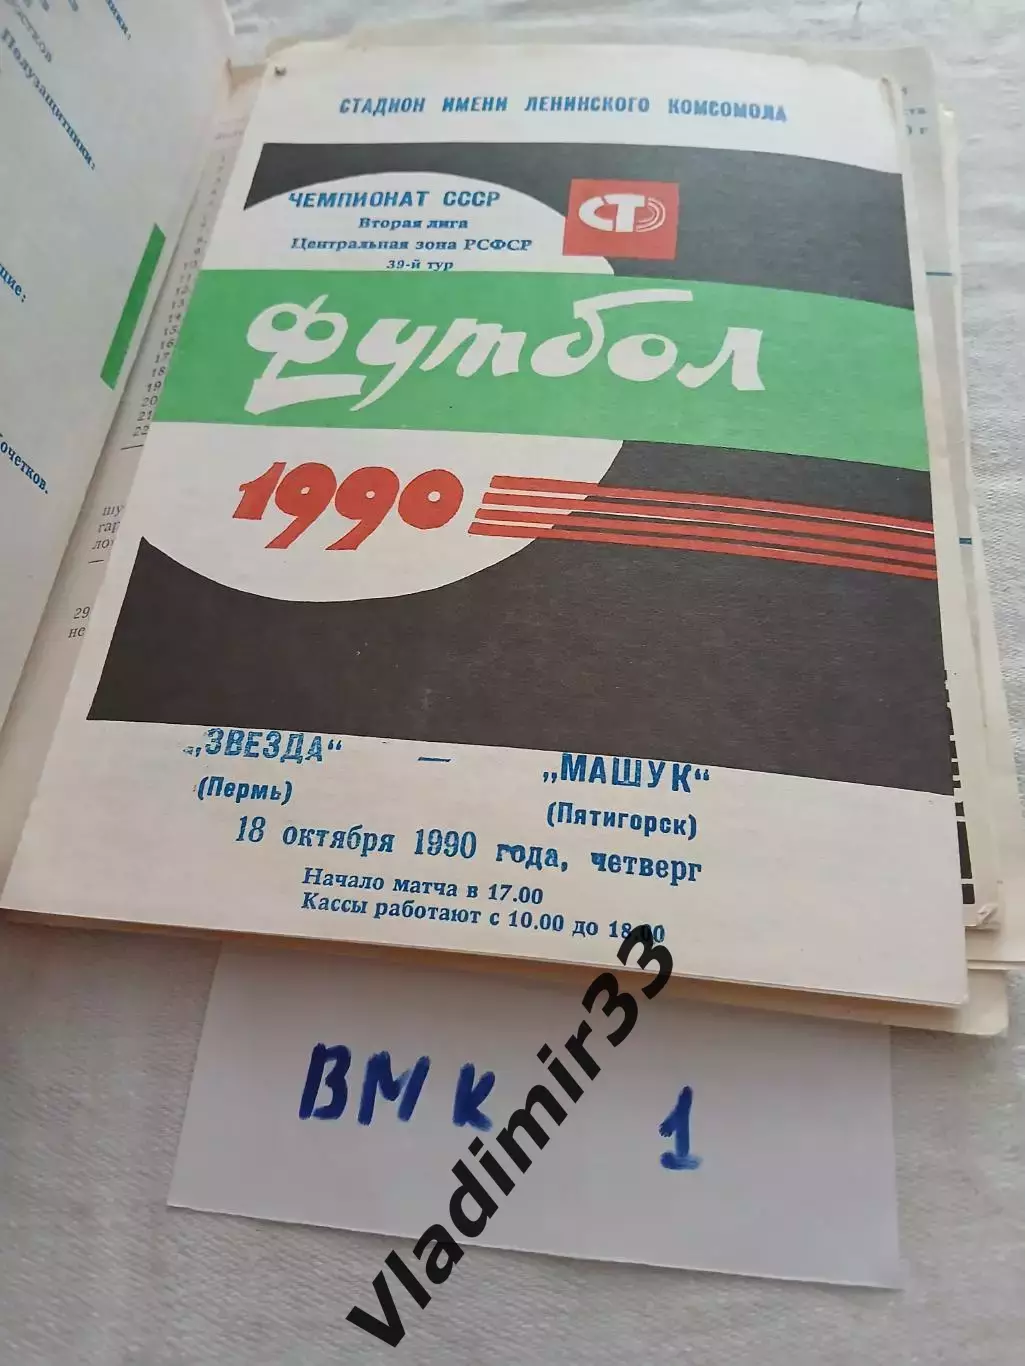 СТАДИОН ИМЕНИ ЛЕНИНСКОГО КОМСОМОЛА
ЧЕМПИОНАТ СССР
Вторая лига
Центральная зона РСФСР
39-й тур
СТ
Футбол
1990
„ЗВЕЗДА“ — „МАШУК“
(Пермь) (Пятигорск)
18 октября 1990 года, четверг
Начало матча в 17.00
Кассы работают с 10.00 до 18.00
Полузащитники:
ВМК 1
Vladimir33